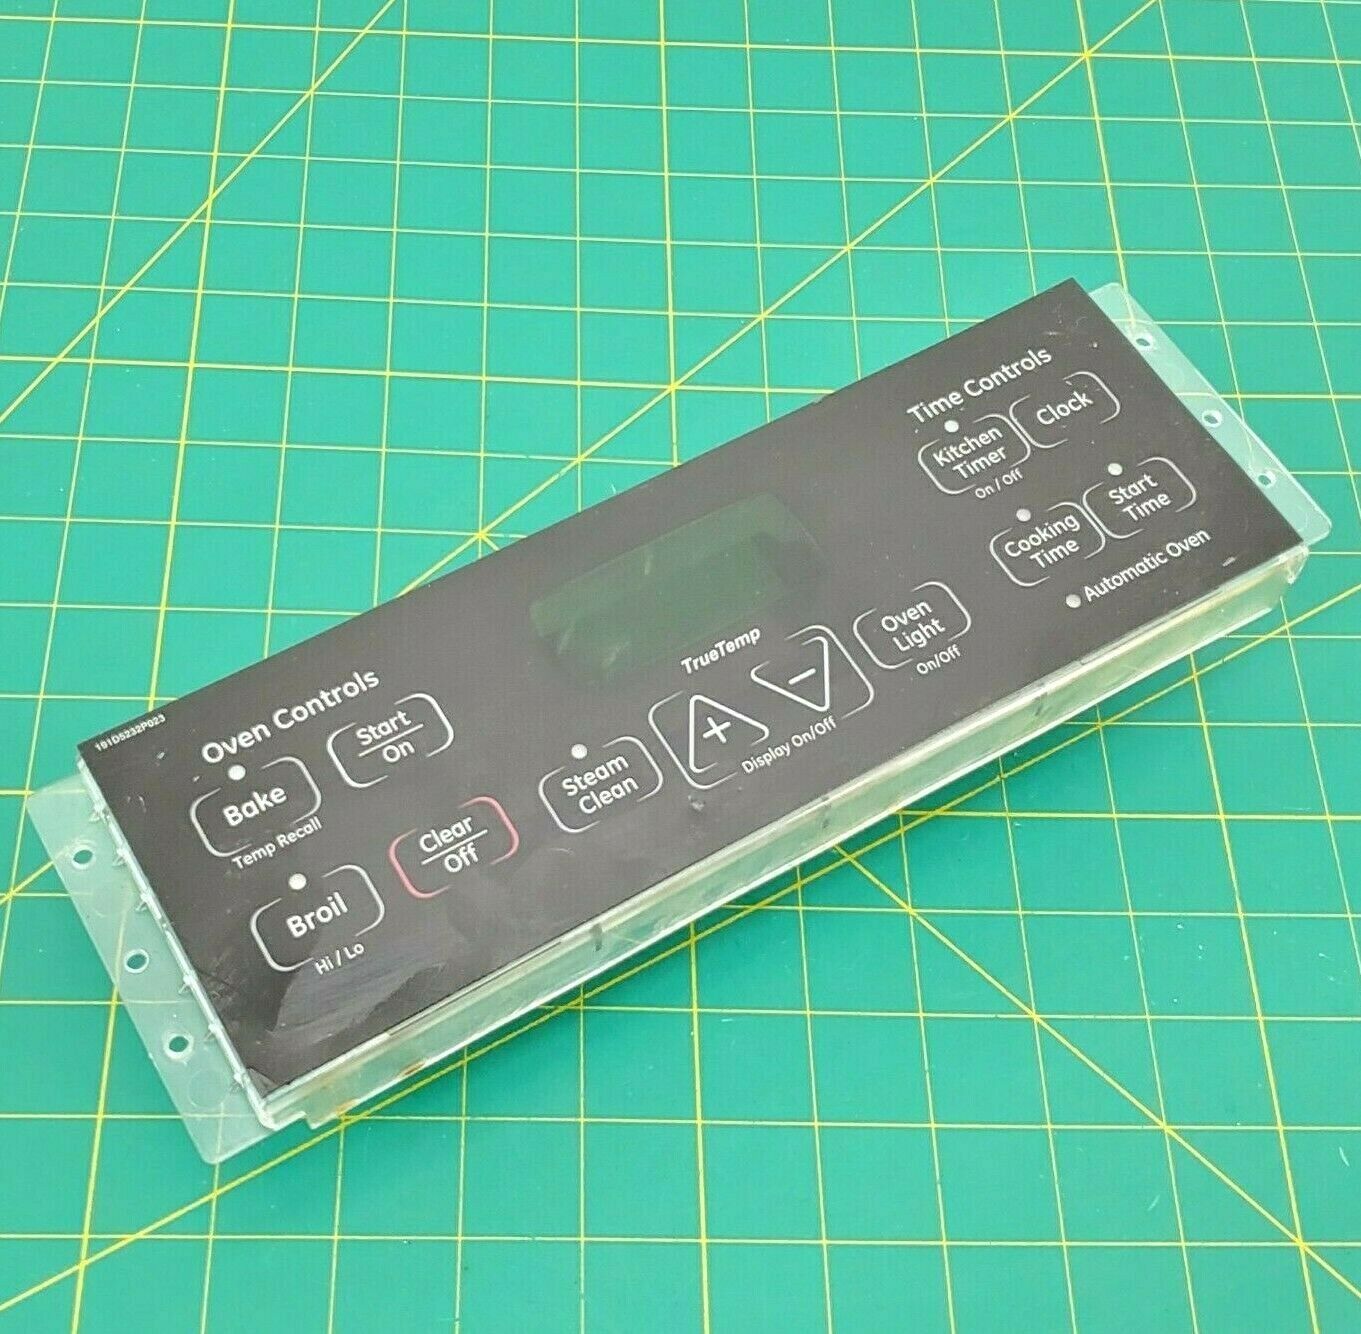 191D5232P023
Oven Controls
Bake
Temp Recall
Start
On
Broil
Hi / Lo
Clear
Off
Steam
Clean
TrueTemp
+
-
Display On/Off
Oven
Light
On/Off
Time Controls
Kitchen
Timer
On / Off
Clock
Cooking
Time
Start
Time
Automatic Oven